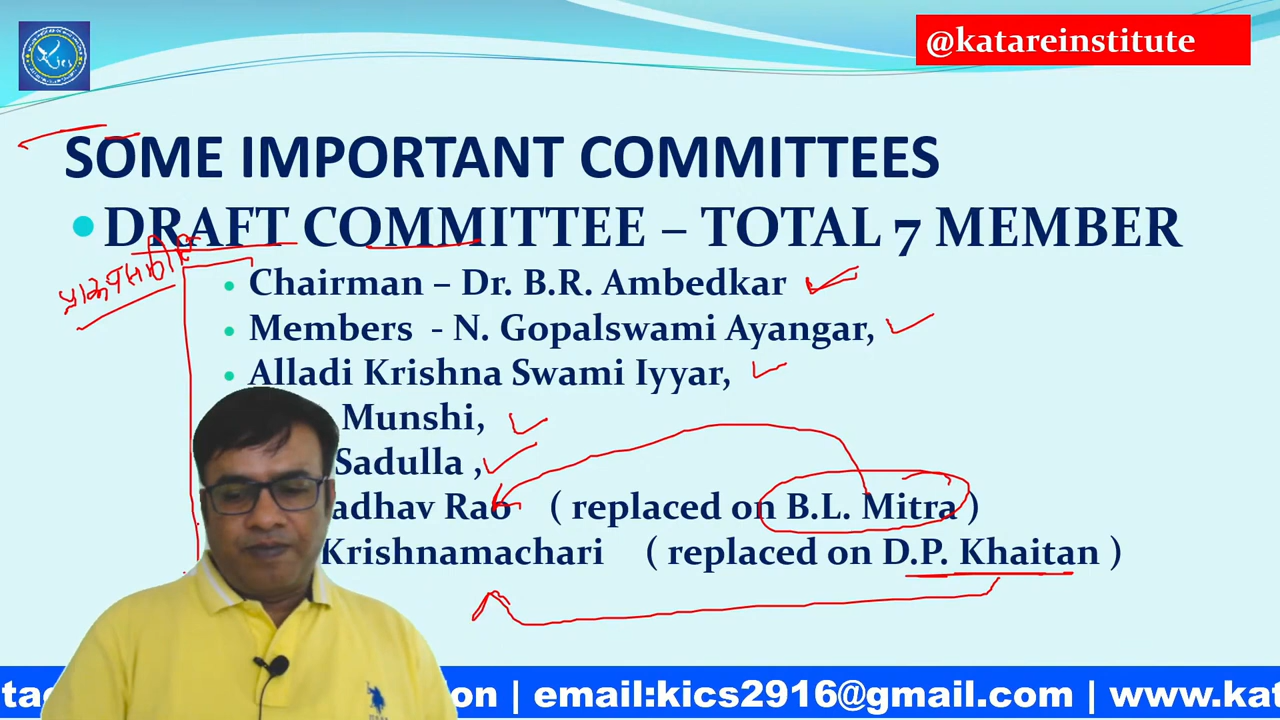 @katareinstitute
SOME IMPORTANT COMMITTEES
DRAFT COMMITTEE – TOTAL 7 MEMBER
Chairman – Dr. B.R. Ambedkar
Members - N. Gopalswami Ayangar,
Alladi Krishna Swami Iyyar,
Munshi,
Sadulla ,
adhav Rao ( replaced on B.L. Mitra )
Krishnamachari ( replaced on D.P. Khaitan )
on | email:kics2916@gmail.com | www.kat